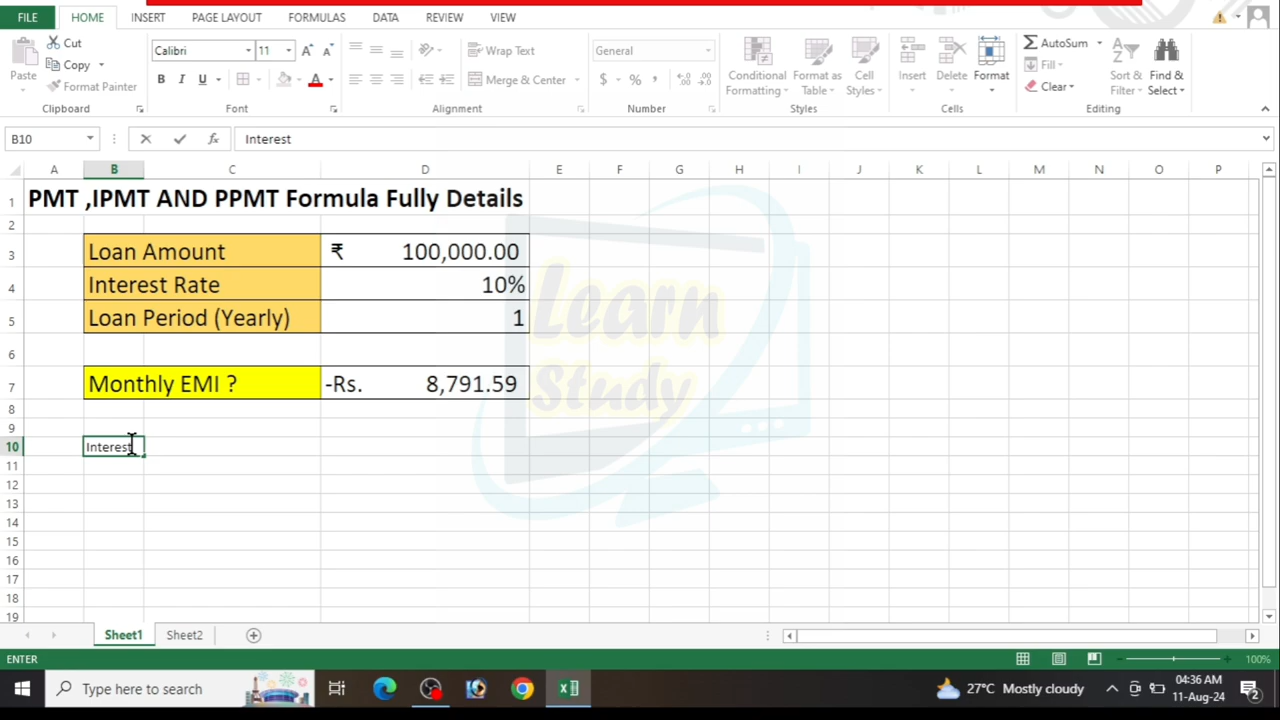 FILE HOME INSERT PAGE LAYOUT FORMULAS DATA REVIEW VIEW
Cut
Copy
Format Painter
Paste
Clipboard
Calibri 11
B I U
Font
Wrap Text
Merge & Center
Alignment
General
$ % ,
Number
Conditional Formatting
Format as Table
Cell Styles
Styles
Insert Delete Format
Cells
AutoSum
Fill
Clear
Sort & Filter
Find & Select
Editing
B10 fx Interest
A B C D E F G H I J K L M N O P
1 PMT ,IPMT AND PPMT Formula Fully Details
2
3 Loan Amount ₹ 100,000.00
4 Interest Rate 10%
5 Loan Period (Yearly) 1
6
7 Monthly EMI ? -Rs. 8,791.59
8
9
10 Interest
11
12
13
14
15
16
17
18
19
Learn
Study
Sheet1 Sheet2
ENTER 100%
Type here to search 27°C Mostly cloudy 04:36 AM
11-Aug-24 2